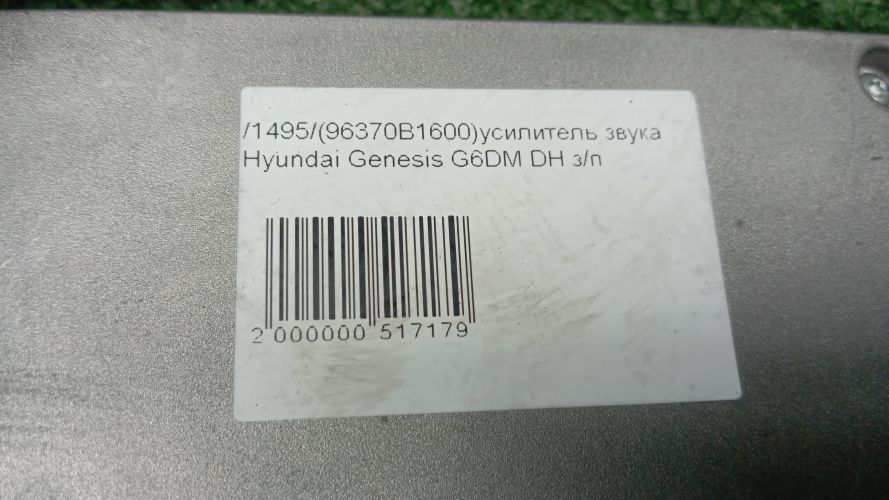 /1495/(96370B1600)усилитель звука
Hyundai Genesis G6DM DH з/п
2 000000 517179